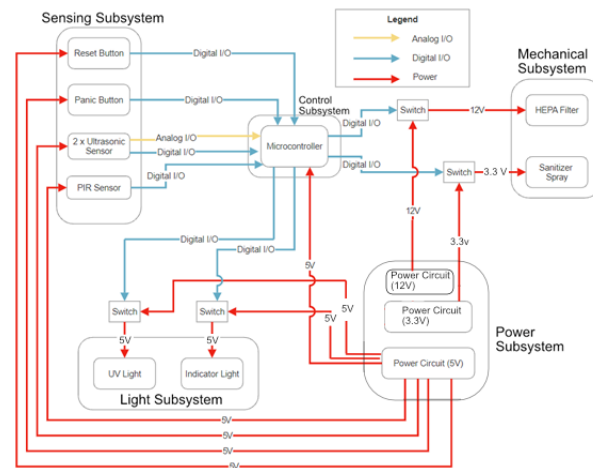 Sensing Subsystem
Legend
Analog I/O
Digital I/O
Power
Reset Button
Digital I/O
Mechanical
Subsystem
Panic Button
Digital I/O
Control
Subsystem
Digital I/O
Switch
12V
HEPA Filter
2 x Ultrasonic
Sensor
Analog I/O
Digital I/O
Microcontroller
Digital I/O
Switch
3.3 V
Sanitizer
Spray
PIR Sensor
Digital I/O
12V
3.3v
Digital I/O
Digital I/O
5V
Power Circuit
(12V)
Switch
Switch
5V
5V
Power Circuit
(3.3V)
Power
Subsystem
5V
5V
UV Light
Indicator Light
Power Circuit (5V)
Light Subsystem
5V
5V
5V
5V